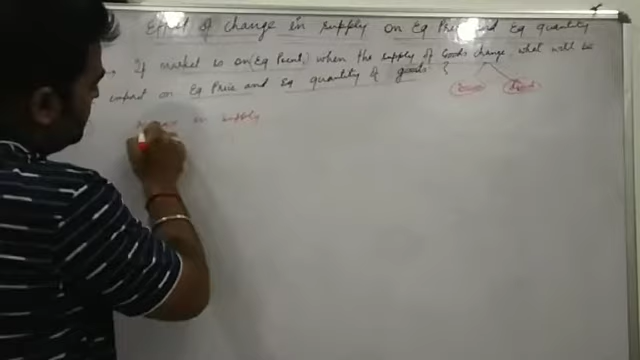 Effect of change in supply on Eq Price and Eq quantity
→ If market is on (Eq Point) when the supply of Goods change. what will be
impact on Eq Price and Eq quantity of goods ?
in supply